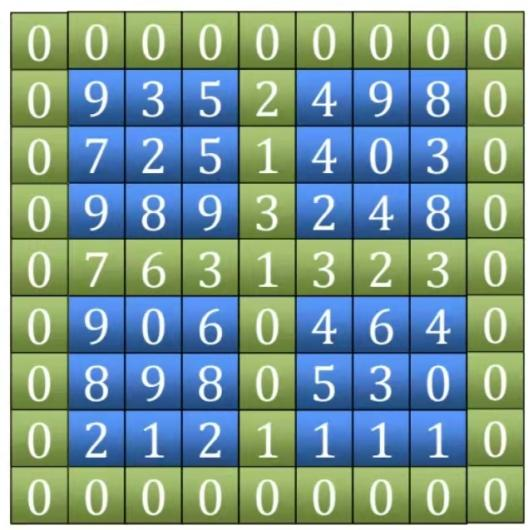 0 0 0 0 0 0 0 0 0
0 9 3 5 2 4 9 8 0
0 7 2 5 1 4 0 3 0
0 9 8 9 3 2 4 8 0
0 7 6 3 1 3 2 3 0
0 9 0 6 0 4 6 4 0
0 8 9 8 0 5 3 0 0
0 2 1 2 1 1 1 1 0
0 0 0 0 0 0 0 0 0